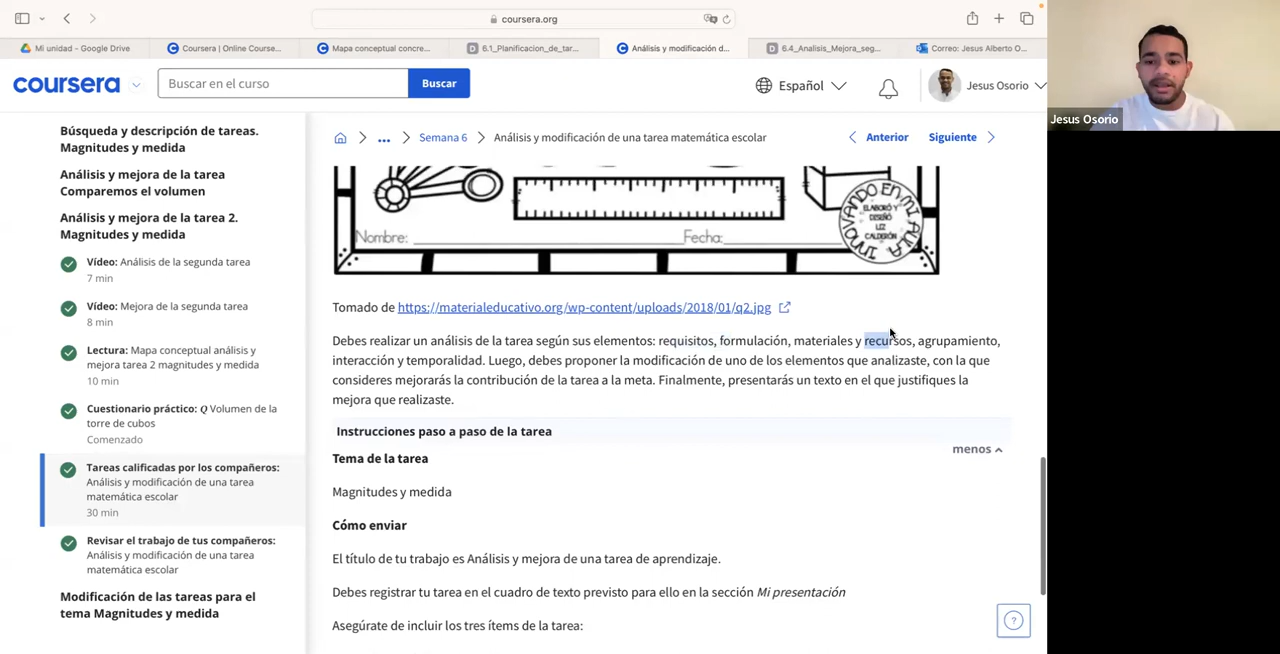 coursera.org
Mi unidad - Google Drive
Coursera | Online Course...
Mapa conceptual concre...
6.1_Planificacion_de_tar...
Análisis y modificación d...
6.4_Analisis_Mejora_seg...
Correo: Jesus Alberto O...
coursera
Buscar en el curso
Buscar
Español
Jesus Osorio
Jesus Osorio
Búsqueda y descripción de tareas.
Magnitudes y medida
Análisis y mejora de la tarea
Comparemos el volumen
Análisis y mejora de la tarea 2.
Magnitudes y medida
Vídeo: Análisis de la segunda tarea
7 min
Vídeo: Mejora de la segunda tarea
8 min
Lectura: Mapa conceptual análisis y
mejora tarea 2 magnitudes y medida
10 min
Cuestionario práctico: Q Volumen de la
torre de cubos
Comenzado
Tareas calificadas por los compañeros:
Análisis y modificación de una tarea
matemática escolar
30 min
Revisar el trabajo de tus compañeros:
Análisis y modificación de una tarea
matemática escolar
Modificación de las tareas para el
tema Magnitudes y medida
... Semana 6 Análisis y modificación de una tarea matemática escolar
Anterior Siguiente
INNOVANDO EN MI AULA
ELABORÓ Y
DISEÑÓ
LIZ
CALDERÓN
Nombre: Fecha:
Tomado de https://materialeducativo.org/wp-content/uploads/2018/01/q2.jpg
Debes realizar un análisis de la tarea según sus elementos: requisitos, formulación, materiales y recursos, agrupamiento,
interacción y temporalidad. Luego, debes proponer la modificación de uno de los elementos que analizaste, con la que
consideres mejorarás la contribución de la tarea a la meta. Finalmente, presentarás un texto en el que justifiques la
mejora que realizaste.
Instrucciones paso a paso de la tarea
menos
Tema de la tarea
Magnitudes y medida
Cómo enviar
El título de tu trabajo es Análisis y mejora de una tarea de aprendizaje.
Debes registrar tu tarea en el cuadro de texto previsto para ello en la sección Mi presentación
Asegúrate de incluir los tres ítems de la tarea: